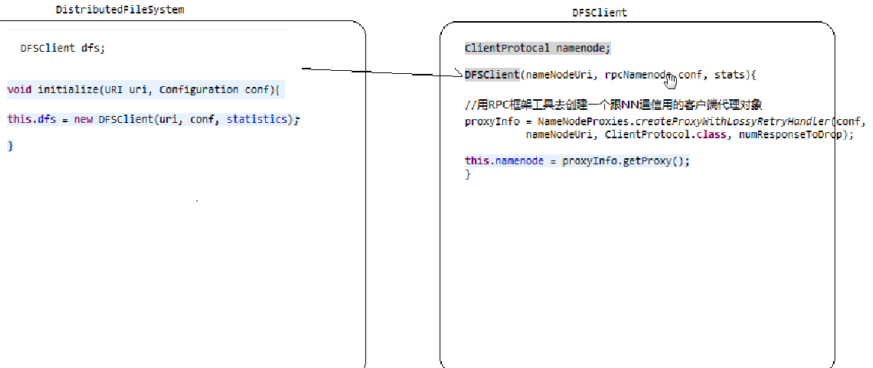 DistributedFileSystem
DFSClient dfs;
void initialize(URI uri, Configuration conf){
this.dfs = new DFSClient(uri, conf, statistics);
}
DFSClient
ClientProtocal namenode;
DFSClient(nameNodeUri, rpcNamenode, conf, stats){
//用RPC框架工具去创建一个跟NN通信用的客户端代理对象
proxyInfo = NameNodeProxies.createProxyWithLossyRetryHandler(conf,
nameNodeUri, ClientProtocol.class, numResponseToDrop);
this.namenode = proxyInfo.getProxy();
}